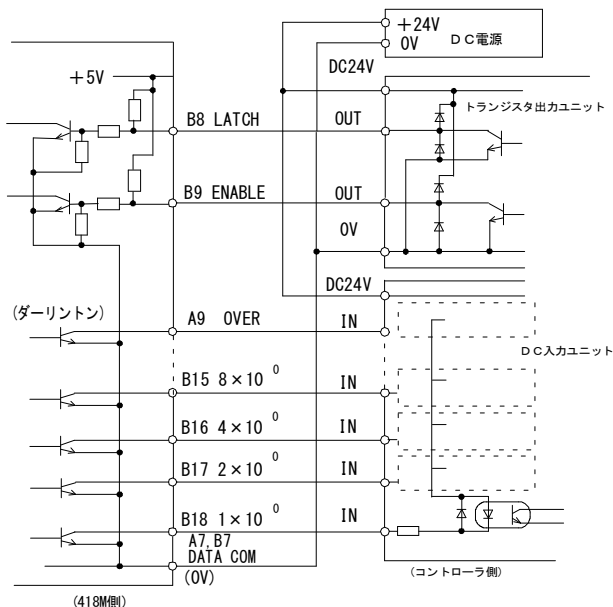 ＋24V
0V
ＤＣ電源
DC24V
＋5V
トランジスタ出力ユニット
B8 LATCH
OUT
B9 ENABLE
OUT
0V
DC24V
(ダーリントン)
A9 OVER
IN
ＤＣ入力ユニット
B15 8×10 0
IN
B16 4×10 0
IN
B17 2×10 0
IN
B18 1×10 0
IN
A7,B7
DATA COM
(0V)
(コントローラ側)
(418M側)